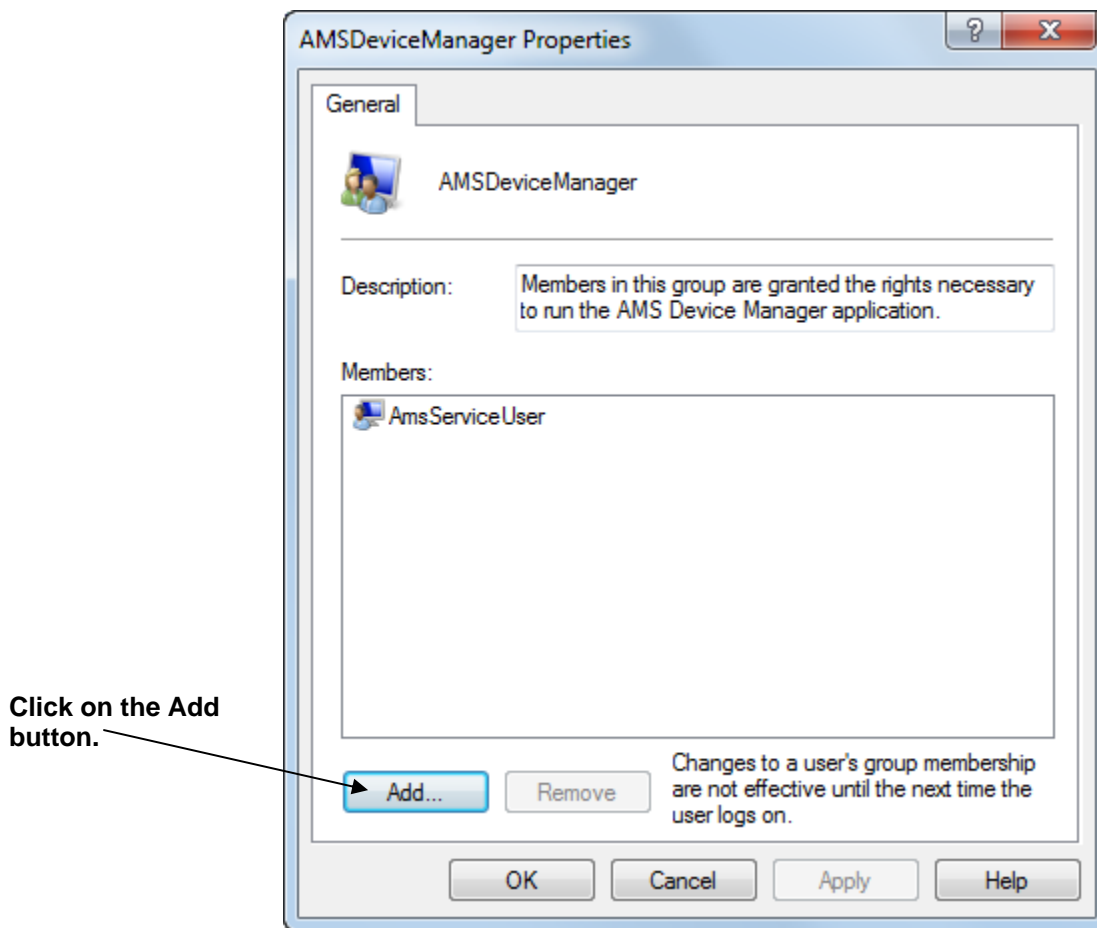 AMSDeviceManager Properties
General
AMSDeviceManager
Description:
Members in this group are granted the rights necessary
to run the AMS Device Manager application.
Members:
AmsServiceUser
Click on the Add
button.
Add...
Remove
Changes to a user's group membership
are not effective until the next time the
user logs on.
OK
Cancel
Apply
Help